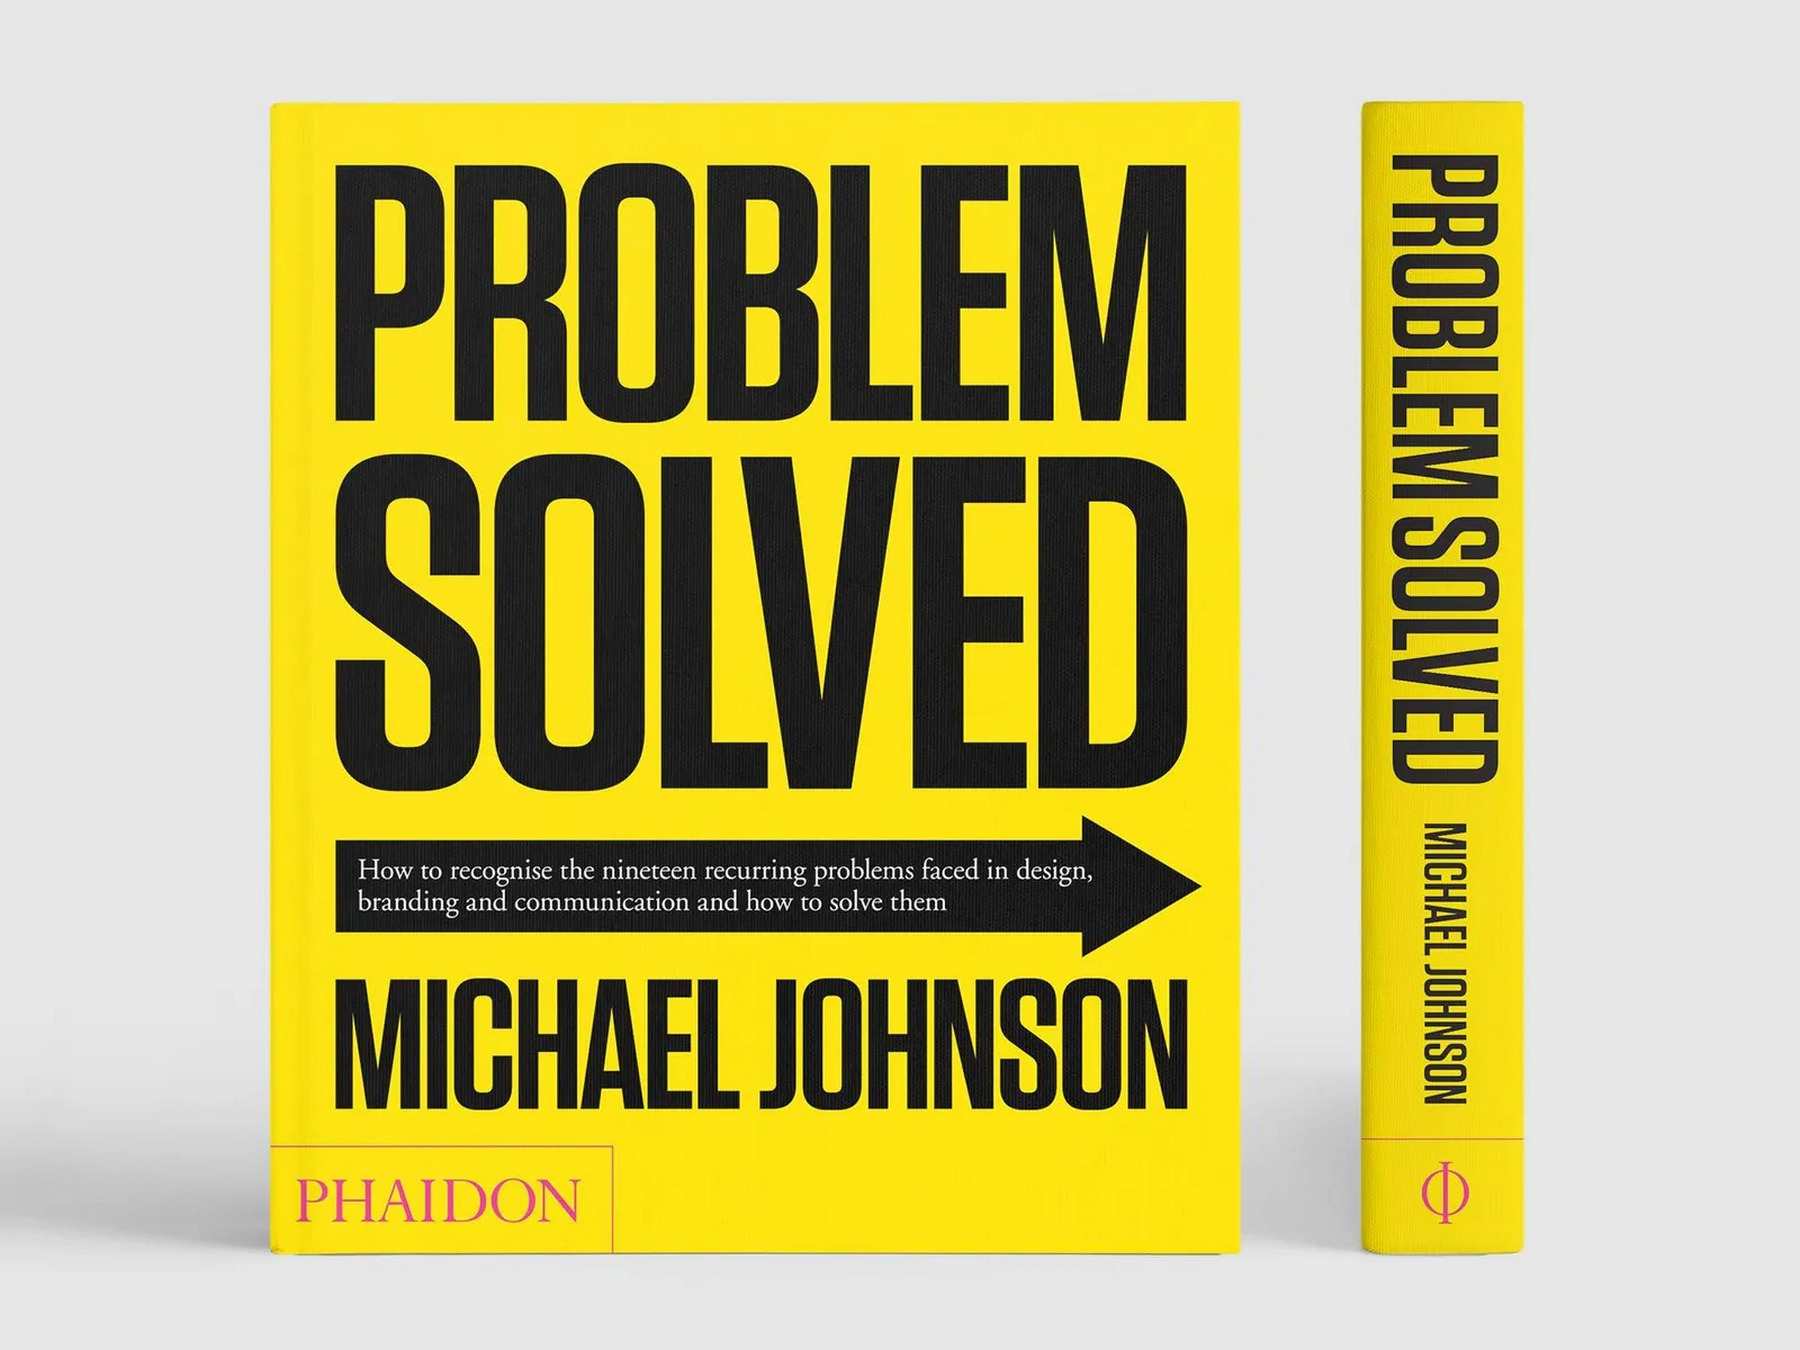 PROBLEM
SOLVED
How to recognise the nineteen recurring problems faced in design,
branding and communication and how to solve them
MICHAEL JOHNSON
PHAIDON
PROBLEM SOLVED
MICHAEL JOHNSON